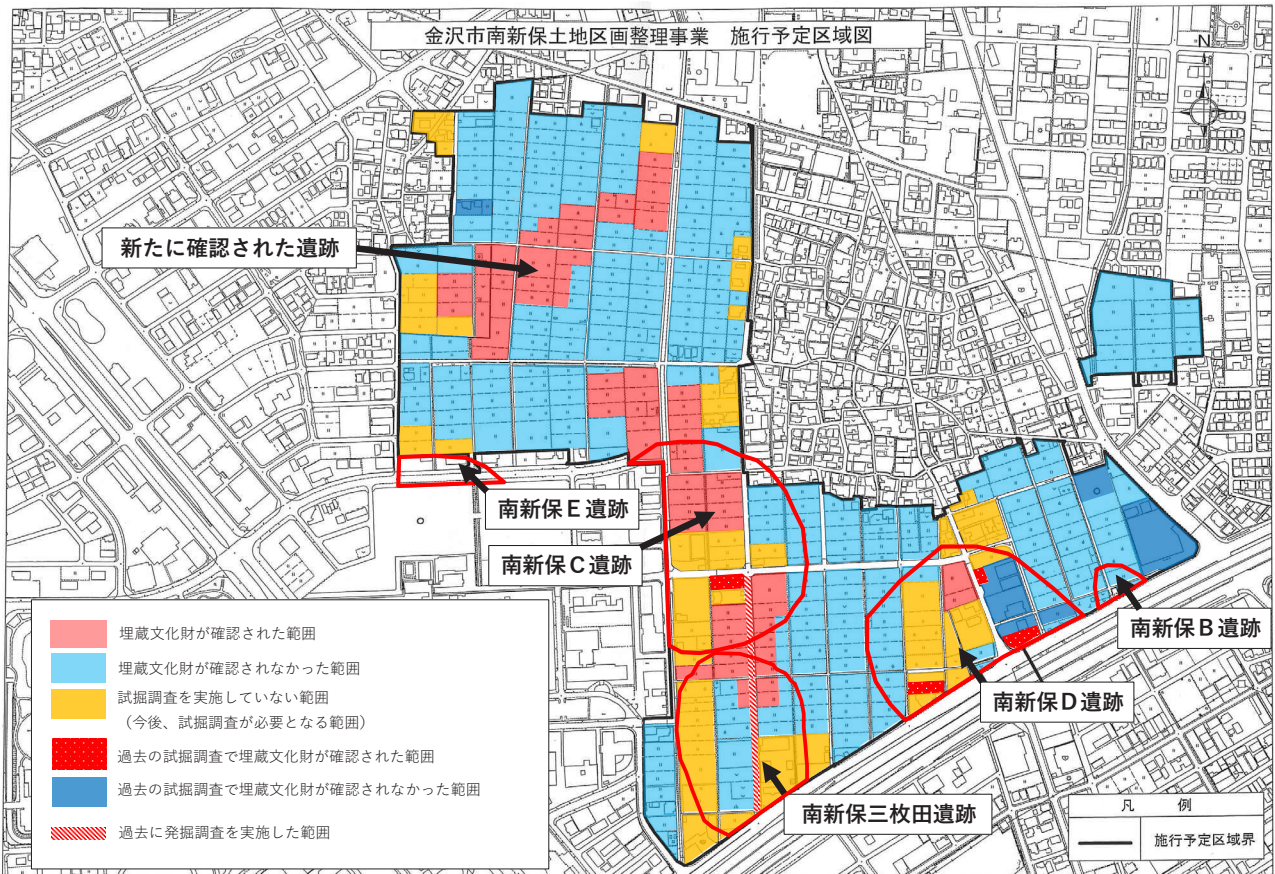 金沢市南新保土地区画整理事業 施行予定区域図
N
新たに確認された遺跡
南新保E遺跡
南新保C遺跡
南新保B遺跡
南新保D遺跡
南新保三枚田遺跡
埋蔵文化財が確認された範囲
埋蔵文化財が確認されなかった範囲
試掘調査を実施していない範囲
（今後、試掘調査が必要となる範囲）
過去の試掘調査で埋蔵文化財が確認された範囲
過去の試掘調査で埋蔵文化財が確認されなかった範囲
過去に発掘調査を実施した範囲
凡 例
施行予定区域界